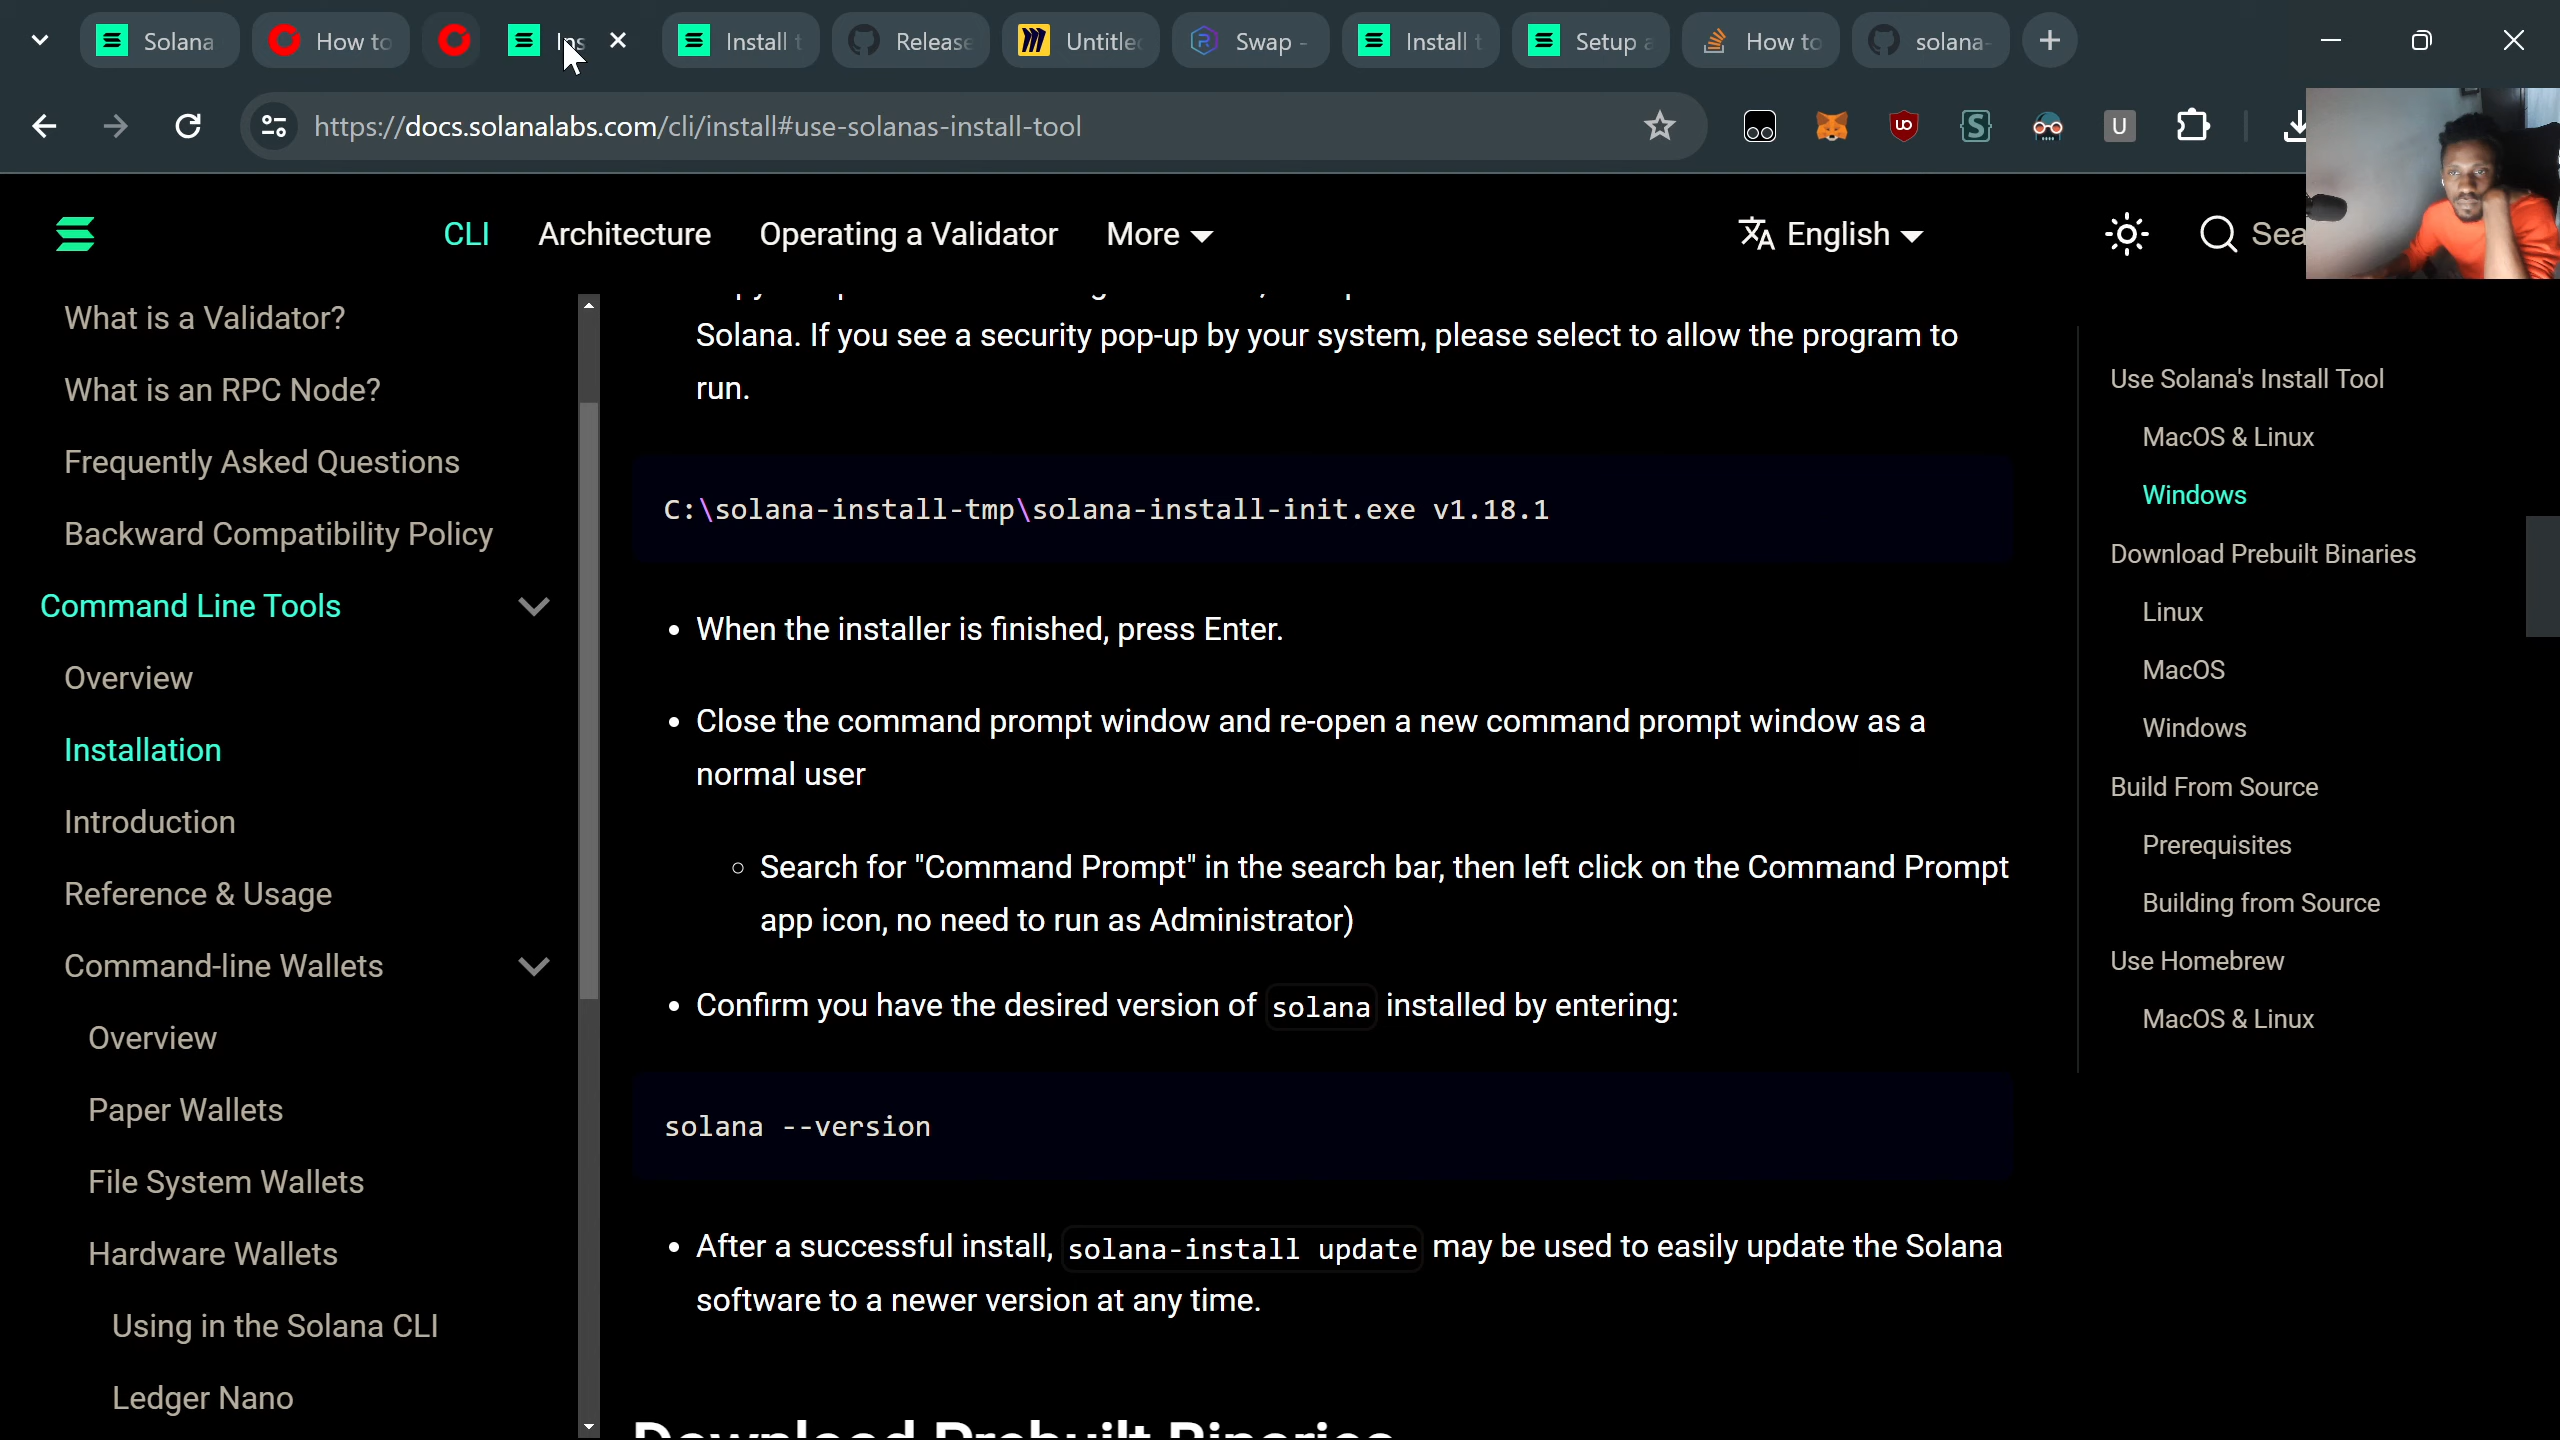 Solana
How to
Ins
Install t
Release
Untitle
Swap -
Install t
Setup a
How to
solana-
https://docs.solanalabs.com/cli/install#use-solanas-install-tool
U
CLI
Architecture
Operating a Validator
More
English
Sea
What is a Validator?
What is an RPC Node?
Frequently Asked Questions
Backward Compatibility Policy
Command Line Tools
Overview
Installation
Introduction
Reference & Usage
Command-line Wallets
Overview
Paper Wallets
File System Wallets
Hardware Wallets
Using in the Solana CLI
Ledger Nano
Solana. If you see a security pop-up by your system, please select to allow the program to
run.
C:\solana-install-tmp\solana-install-init.exe v1.18.1
• When the installer is finished, press Enter.
• Close the command prompt window and re-open a new command prompt window as a
normal user
◦ Search for "Command Prompt" in the search bar, then left click on the Command Prompt
app icon, no need to run as Administrator)
• Confirm you have the desired version of solana installed by entering:
solana --version
• After a successful install, solana-install update may be used to easily update the Solana
software to a newer version at any time.
Download Prebuilt Binaries
Use Solana's Install Tool
MacOS & Linux
Windows
Download Prebuilt Binaries
Linux
MacOS
Windows
Build From Source
Prerequisites
Building from Source
Use Homebrew
MacOS & Linux